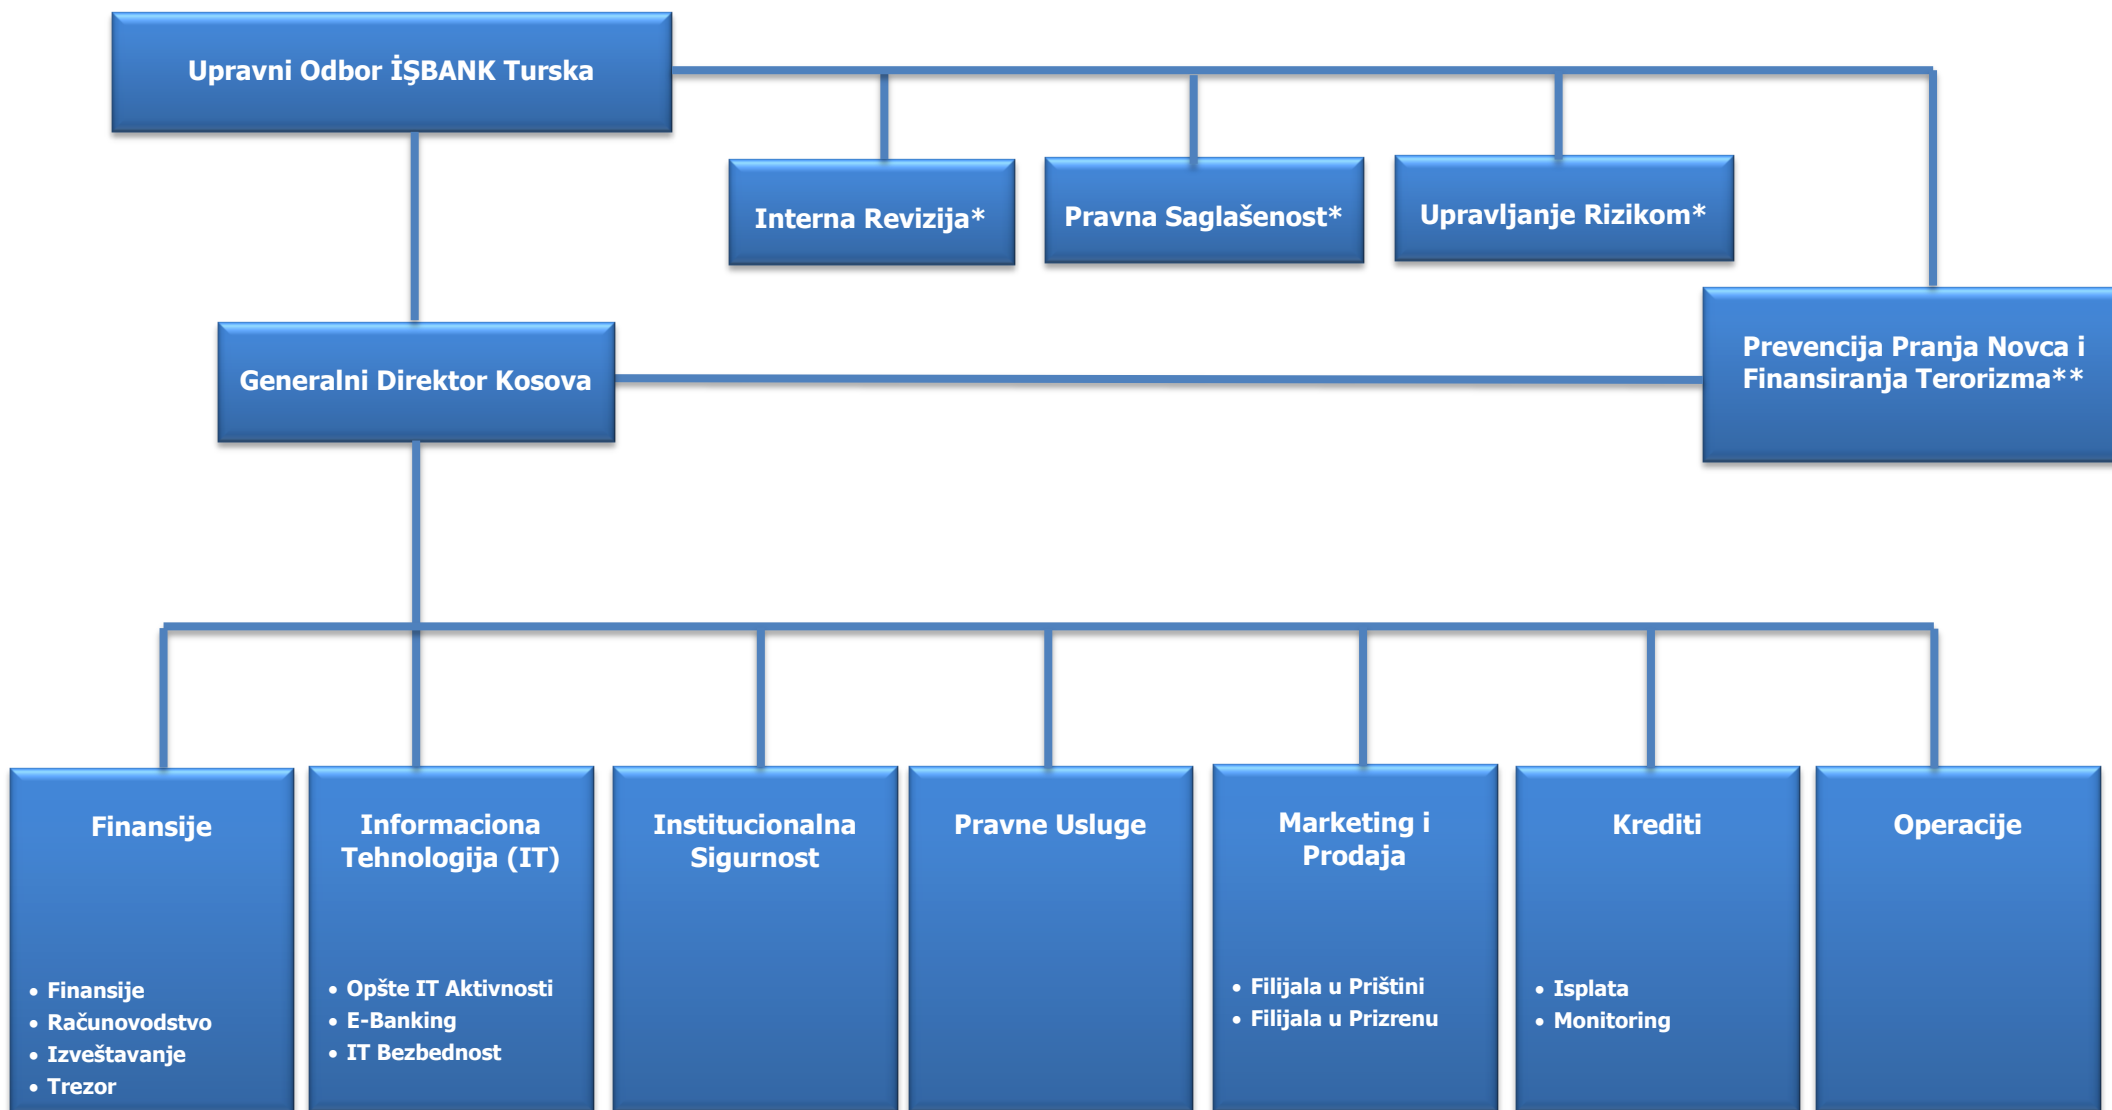 Upravni Odbor İŞBANK Turska
Interna Revizija*
Pravna Saglašenost*
Upravljanje Rizikom*
Generalni Direktor Kosova
Prevencija Pranja Novca i
Finansiranja Terorizma**
Finansije
• Finansije
• Računovodstvo
• Izveštavanje
• Trezor
Informaciona
Tehnologija (IT)
• Opšte IT Aktivnosti
• E-Banking
• IT Bezbednost
Institucionalna
Sigurnost
Pravne Usluge
Marketing i
Prodaja
• Filijala u Prištini
• Filijala u Prizrenu
Krediti
• Isplata
• Monitoring
Operacije